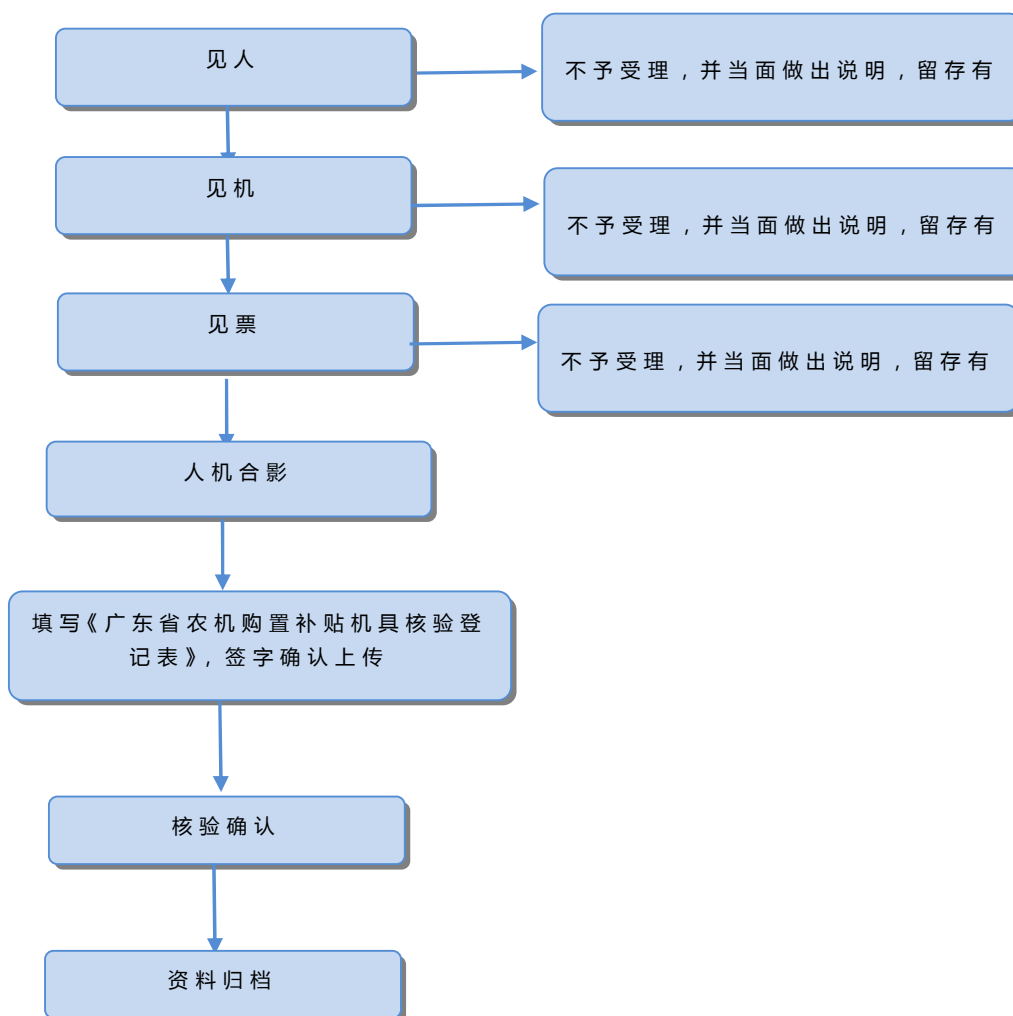 见人
不予受理，并当面做出说明，留存有
见机
不予受理，并当面做出说明，留存有
见票
不予受理，并当面做出说明，留存有
人机合影
填写《广东省农机购置补贴机具核验登
记表》，签字确认上传
核验确认
资料归档